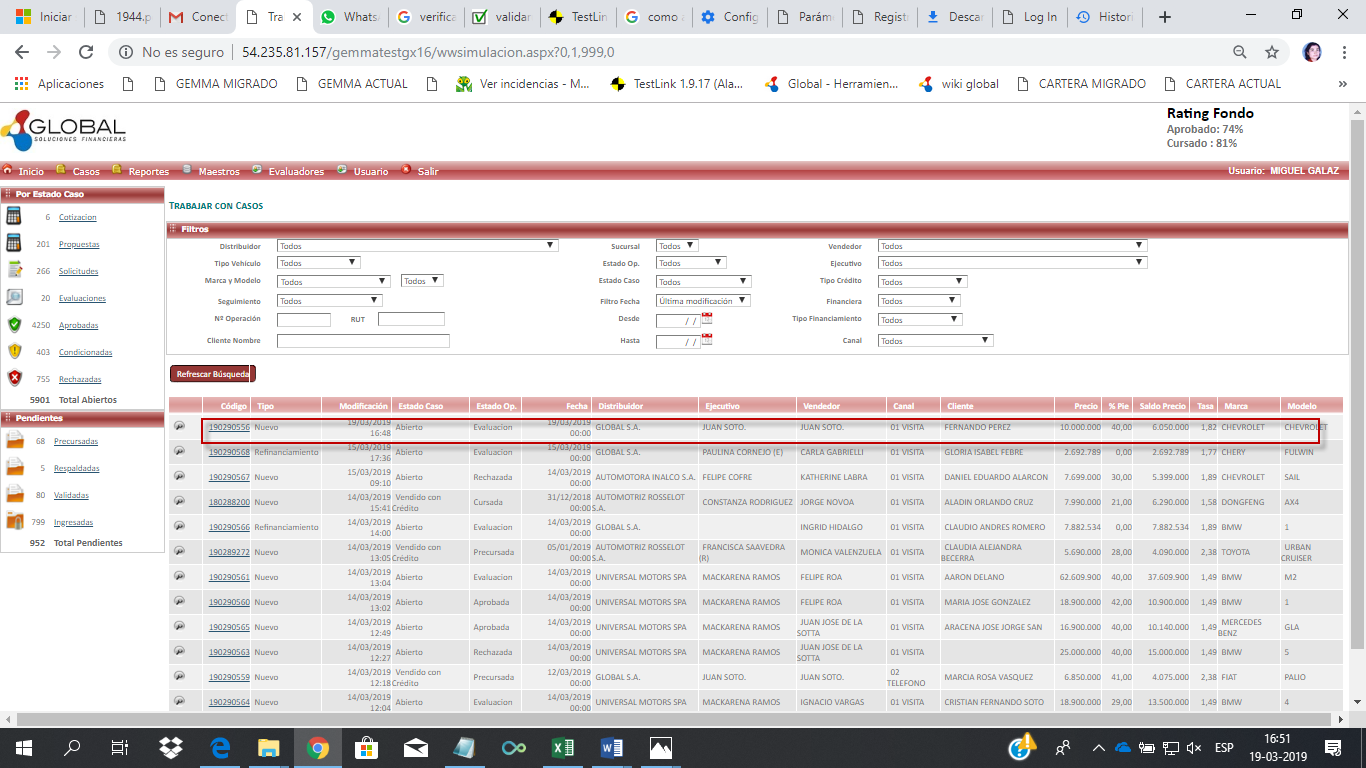 Iniciar
1944.p
Conect
Tra
WhatsA
verifica
validar
TestLin
como
Config
Parám
Regist
Descar
Log In
Histori
No es seguro | 54.235.81.157/gemmatestgx16/wwsimulacion.aspx?0,1,999,0
Aplicaciones
GEMMA MIGRADO
GEMMA ACTUAL
Ver incidencias - M...
TestLink 1.9.17 (Ala...
Global - Herramien...
wiki global
CARTERA MIGRADO
CARTERA ACTUAL
»
GLOBAL
SOLUCIONES FINANCIERAS
Rating Fondo
Aprobado: 74%
Cursado : 81%
Inicio Casos Reportes Maestros Evaluadores Usuario Salir Usuario: MIGUEL GALAZ
Por Estado Caso
6 Cotizacion
201 Propuestas
266 Solicitudes
20 Evaluaciones
4250 Aprobadas
403 Condicionadas
755 Rechazadas
5901 Total Abiertos
Pendientes
68 Precursadas
5 Respaldadas
80 Validadas
799 Ingresadas
952 Total Pendientes
TRABAJAR CON CASOS
Filtros
Distribuidor Todos Sucursal Todos Vendedor Todos
Tipo Vehículo Todos Estado Op. Todos Ejecutivo Todos
Marca y Modelo Todos Todos Estado Caso Todos Tipo Crédito Todos
Seguimiento Todos Filtro Fecha Última modificación Financiera Todos
Nº Operación RUT Desde / / Tipo Financiamiento Todos
Cliente Nombre Hasta / / Canal Todos
Refrescar Búsqueda
Código Tipo Modificación Estado Caso Estado Op. Fecha Distribuidor Ejecutivo Vendedor Canal Cliente Precio % Pie Saldo Precio Tasa Marca Modelo
190290556 Nuevo 19/03/2019 16:48 Abierto Evaluacion 19/03/2019 00:00 GLOBAL S.A. JUAN SOTO. JUAN SOTO. 01 VISITA FERNANDO PEREZ 10.000.000 40,00 6.050.000 1,82 CHEVROLET CHEVROLET
190290568 Refinanciamiento 15/03/2019 17:36 Abierto Evaluacion 15/03/2019 00:00 GLOBAL S.A. PAULINA CORNEJO (E) CARLA GABRIELLI 01 VISITA GLORIA ISABEL FEBRE 2.692.789 0,00 2.692.789 1,77 CHERY FULWIN
190290567 Nuevo 15/03/2019 09:10 Abierto Rechazada 14/03/2019 00:00 AUTOMOTORA INALCO S.A. FELIPE COFRE KATHERINE LABRA 01 VISITA DANIEL EDUARDO ALARCON 7.699.000 30,00 5.399.000 1,89 CHEVROLET SAIL
180288200 Nuevo 14/03/2019 15:41 Vendido con Crédito Cursada 31/12/2018 00:00 AUTOMOTRIZ ROSSELOT S.A. CONSTANZA RODRIGUEZ JORGE NOVOA 01 VISITA ALADIN ORLANDO CRUZ 7.990.000 21,00 6.290.000 1,58 DONGFENG AX4
190290566 Refinanciamiento 14/03/2019 14:00 Abierto Evaluacion 14/03/2019 00:00 GLOBAL S.A. INGRID HIDALGO 01 VISITA CLAUDIO ANDRES ROMERO 7.882.534 0,00 7.882.534 1,89 BMW 1
190289272 Nuevo 14/03/2019 13:05 Vendido con Crédito Precursada 05/01/2019 00:00 AUTOMOTRIZ ROSSELOT S.A. FRANCISCA SAAVEDRA (R) MONICA VALENZUELA 01 VISITA CLAUDIA ALEJANDRA BECERRA 5.690.000 28,00 4.090.000 2,38 TOYOTA URBAN CRUISER
190290561 Nuevo 14/03/2019 13:04 Abierto Evaluacion 14/03/2019 00:00 UNIVERSAL MOTORS SPA MACKARENA RAMOS FELIPE ROA 01 VISITA AARON DELANO 62.609.900 40,00 37.609.900 1,49 BMW M2
190290560 Nuevo 14/03/2019 13:02 Abierto Aprobada 14/03/2019 00:00 UNIVERSAL MOTORS SPA MACKARENA RAMOS FELIPE ROA 01 VISITA MARIA JOSE GONZALEZ 18.900.000 42,00 10.900.000 1,49 BMW 1
190290565 Nuevo 14/03/2019 12:49 Abierto Aprobada 14/03/2019 00:00 UNIVERSAL MOTORS SPA MACKARENA RAMOS JUAN JOSE DE LA SOTTA 01 VISITA ARACENA JOSE JORGE SAN 16.900.000 40,00 10.140.000 1,49 MERCEDES BENZ GLA
190290563 Nuevo 14/03/2019 12:27 Abierto Rechazada 14/03/2019 00:00 UNIVERSAL MOTORS SPA MACKARENA RAMOS JUAN JOSE DE LA SOTTA 01 VISITA 25.000.000 40,00 15.000.000 1,49 BMW 5
190290559 Nuevo 14/03/2019 12:18 Vendido con Crédito Precursada 12/03/2019 00:00 GLOBAL S.A. JUAN SOTO. JUAN SOTO. 02 TELEFONO MARCIA ROSA VASQUEZ 6.850.000 41,00 4.075.000 2,38 FIAT PALIO
190290564 Nuevo 14/03/2019 12:04 Abierto Evaluacion 14/03/2019 00:00 UNIVERSAL MOTORS SPA MACKARENA RAMOS IGNACIO VARGAS 01 VISITA CRISTIAN FERNANDO SOTO 18.900.000 29,00 13.500.000 1,49 BMW 4
ESP
16:51
19-03-2019